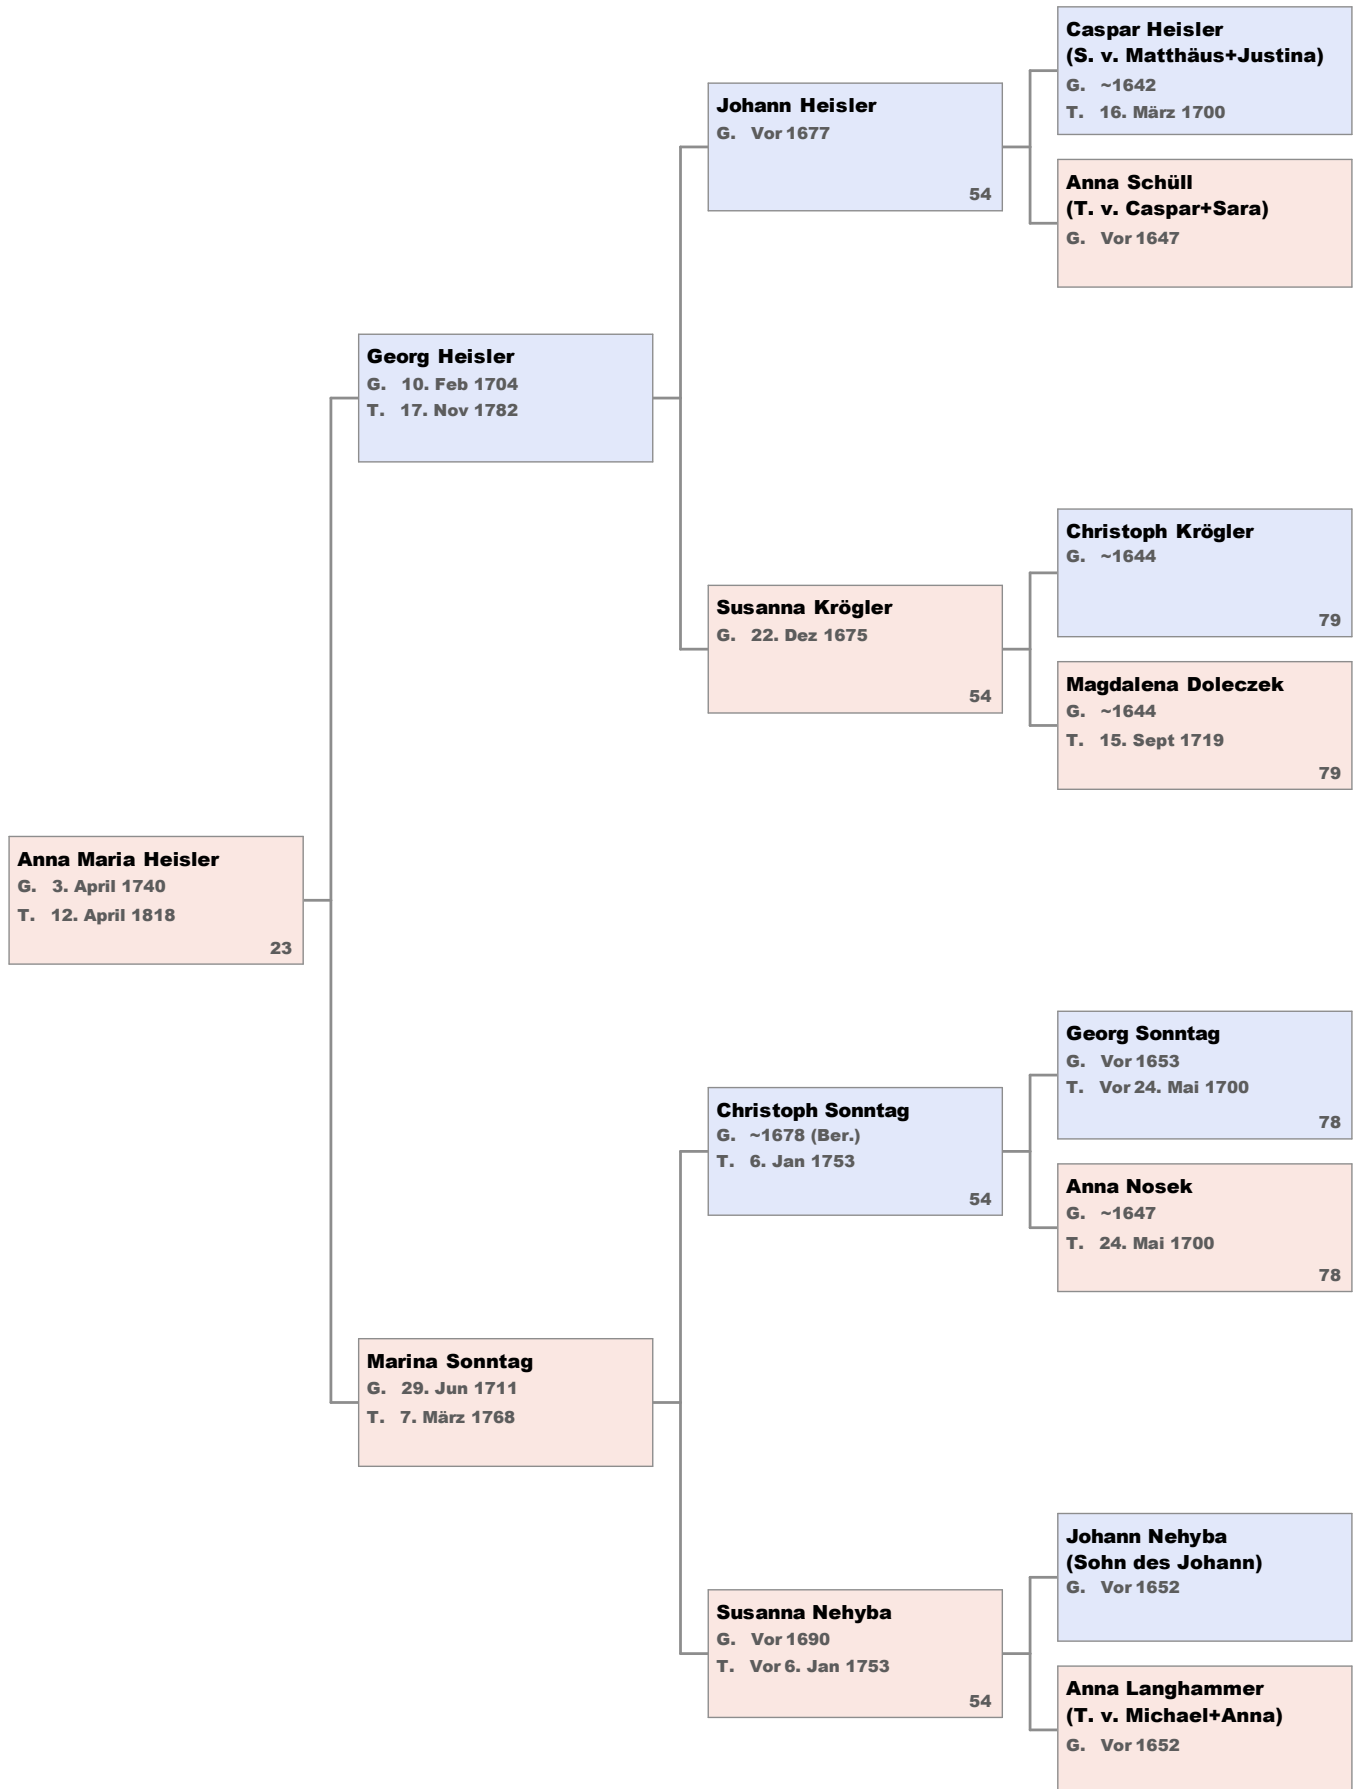 Caspar Heisler
(S. v. Matthäus+Justina)
G. ~1642
T. 16. März 1700
Johann Heisler
G. Vor 1677
54
Anna Schüll
(T. v. Caspar+Sara)
G. Vor 1647
Georg Heisler
G. 10. Feb 1704
T. 17. Nov 1782
Christoph Krögler
G. ~1644
79
Susanna Krögler
G. 22. Dez 1675
54
Magdalena Doleczek
G. ~1644
T. 15. Sept 1719
79
Anna Maria Heisler
G. 3. April 1740
T. 12. April 1818
23
Georg Sonntag
G. Vor 1653
T. Vor 24. Mai 1700
78
Christoph Sonntag
G. ~1678 (Ber.)
T. 6. Jan 1753
54
Anna Nosek
G. ~1647
T. 24. Mai 1700
78
Marina Sonntag
G. 29. Jun 1711
T. 7. März 1768
Johann Nehyba
(Sohn des Johann)
G. Vor 1652
Susanna Nehyba
G. Vor 1690
T. Vor 6. Jan 1753
54
Anna Langhammer
(T. v. Michael+Anna)
G. Vor 1652